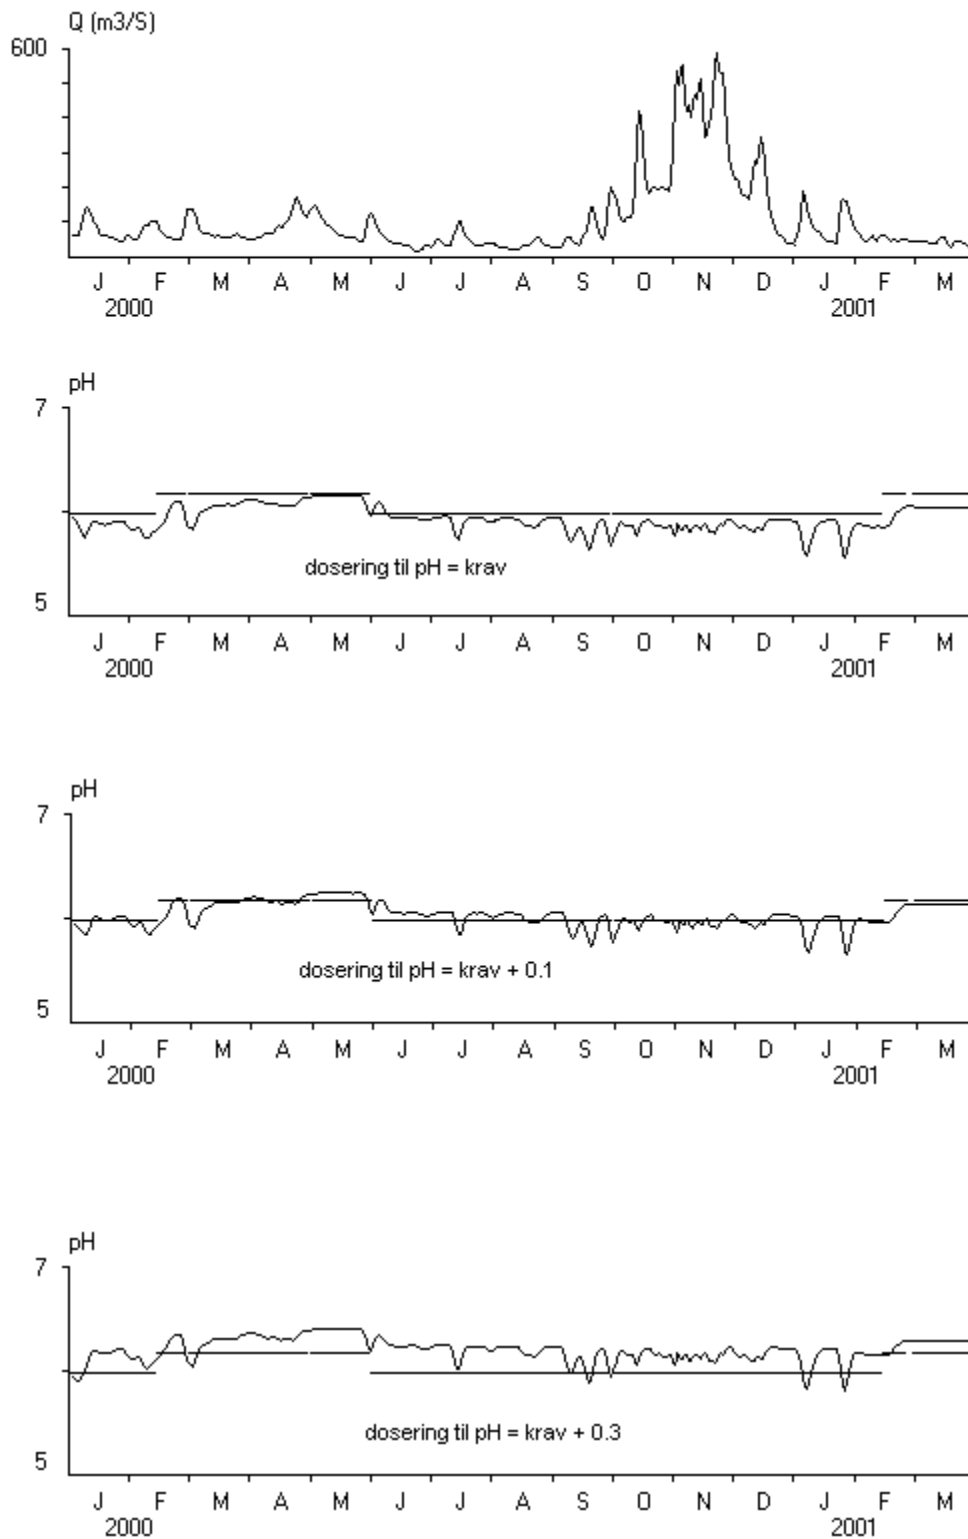 Q (m3/S)
600
J F M A M J J A S O N D J F M
2000 2001
pH
7
dosering til pH = krav
5
J F M A M J J A S O N D J F M
2000 2001
pH
7
dosering til pH = krav + 0.1
5
J F M A M J J A S O N D J F M
2000 2001
pH
7
dosering til pH = krav + 0.3
5
J F M A M J J A S O N D J F M
2000 2001